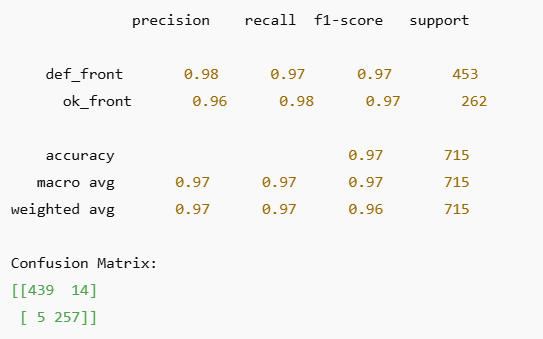 precision recall f1-score support
def_front 0.98 0.97 0.97 453
ok_front 0.96 0.98 0.97 262
accuracy 0.97 715
macro avg 0.97 0.97 0.97 715
weighted avg 0.97 0.97 0.96 715
Confusion Matrix:
[[439 14]
[ 5 257]]